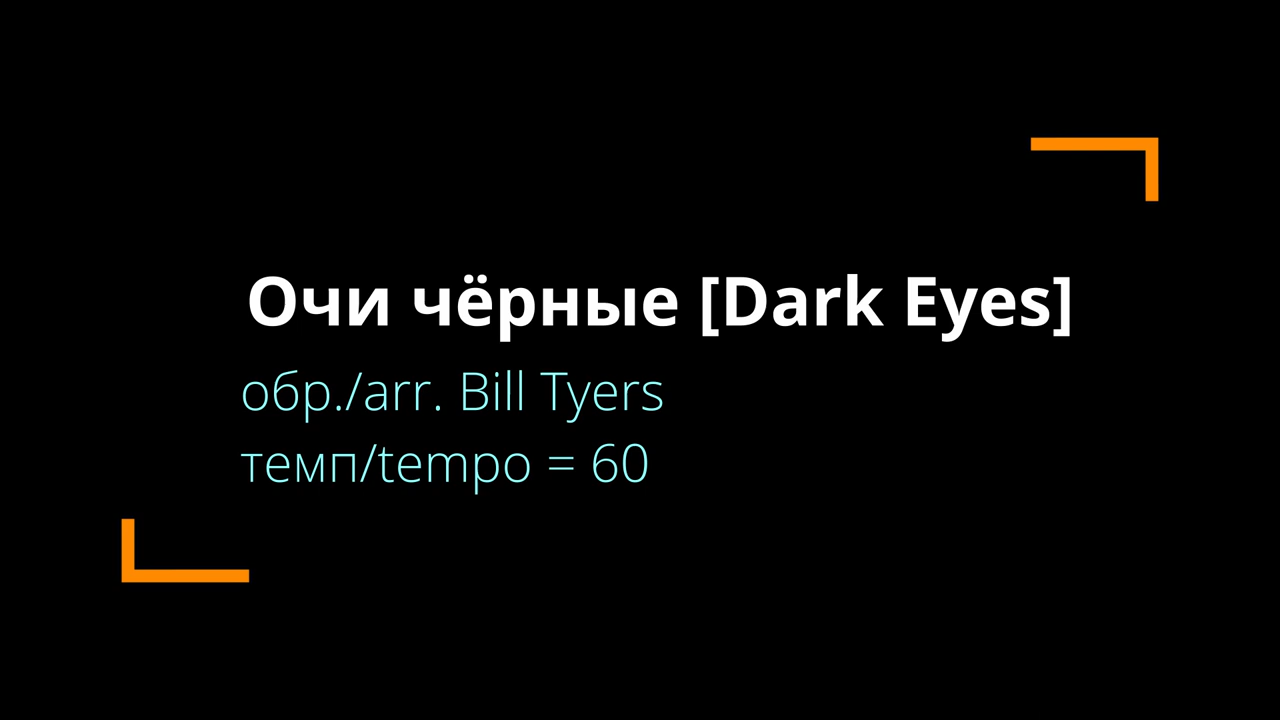 Очи чёрные [Dark Eyes]
обр./arr. Bill Tyers
темп/tempo = 60